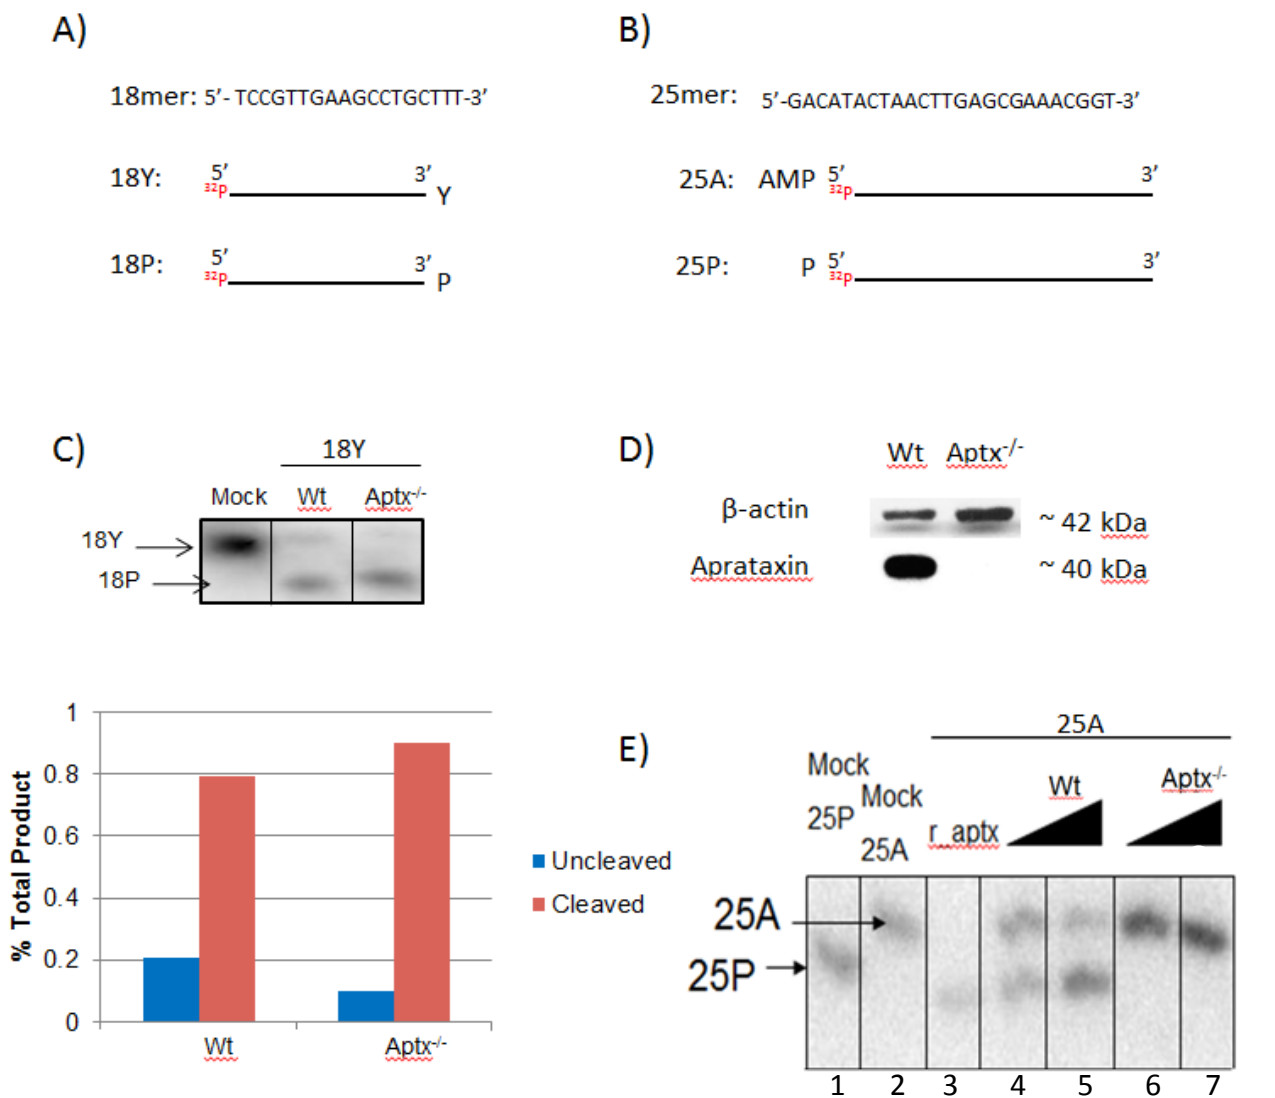 A)
18mer: 5’- TCCGTTGAAGCCTGCTTT-3’
18Y: 5’ 3’
32P Y
18P: 5’ 3’
32P P
B)
25mer: 5’-GACATACTAACTTGAGCGAAACGGT-3’
25A: AMP 5’ 3’
32P
25P: P 5’ 3’
32P
C)
18Y
Mock Wt Aptx-/-
18Y
18P
1
0.8
0.6
0.4
0.2
0
% Total Product
Wt Aptx-/-
Uncleaved
Cleaved
D)
Wt Aptx-/-
β-actin ~ 42 kDa
Aprataxin ~ 40 kDa
E)
25A
Mock
25P
Mock
25A
r_aptx
Wt
Aptx-/-
25A
25P
1 2 3 4 5 6 7